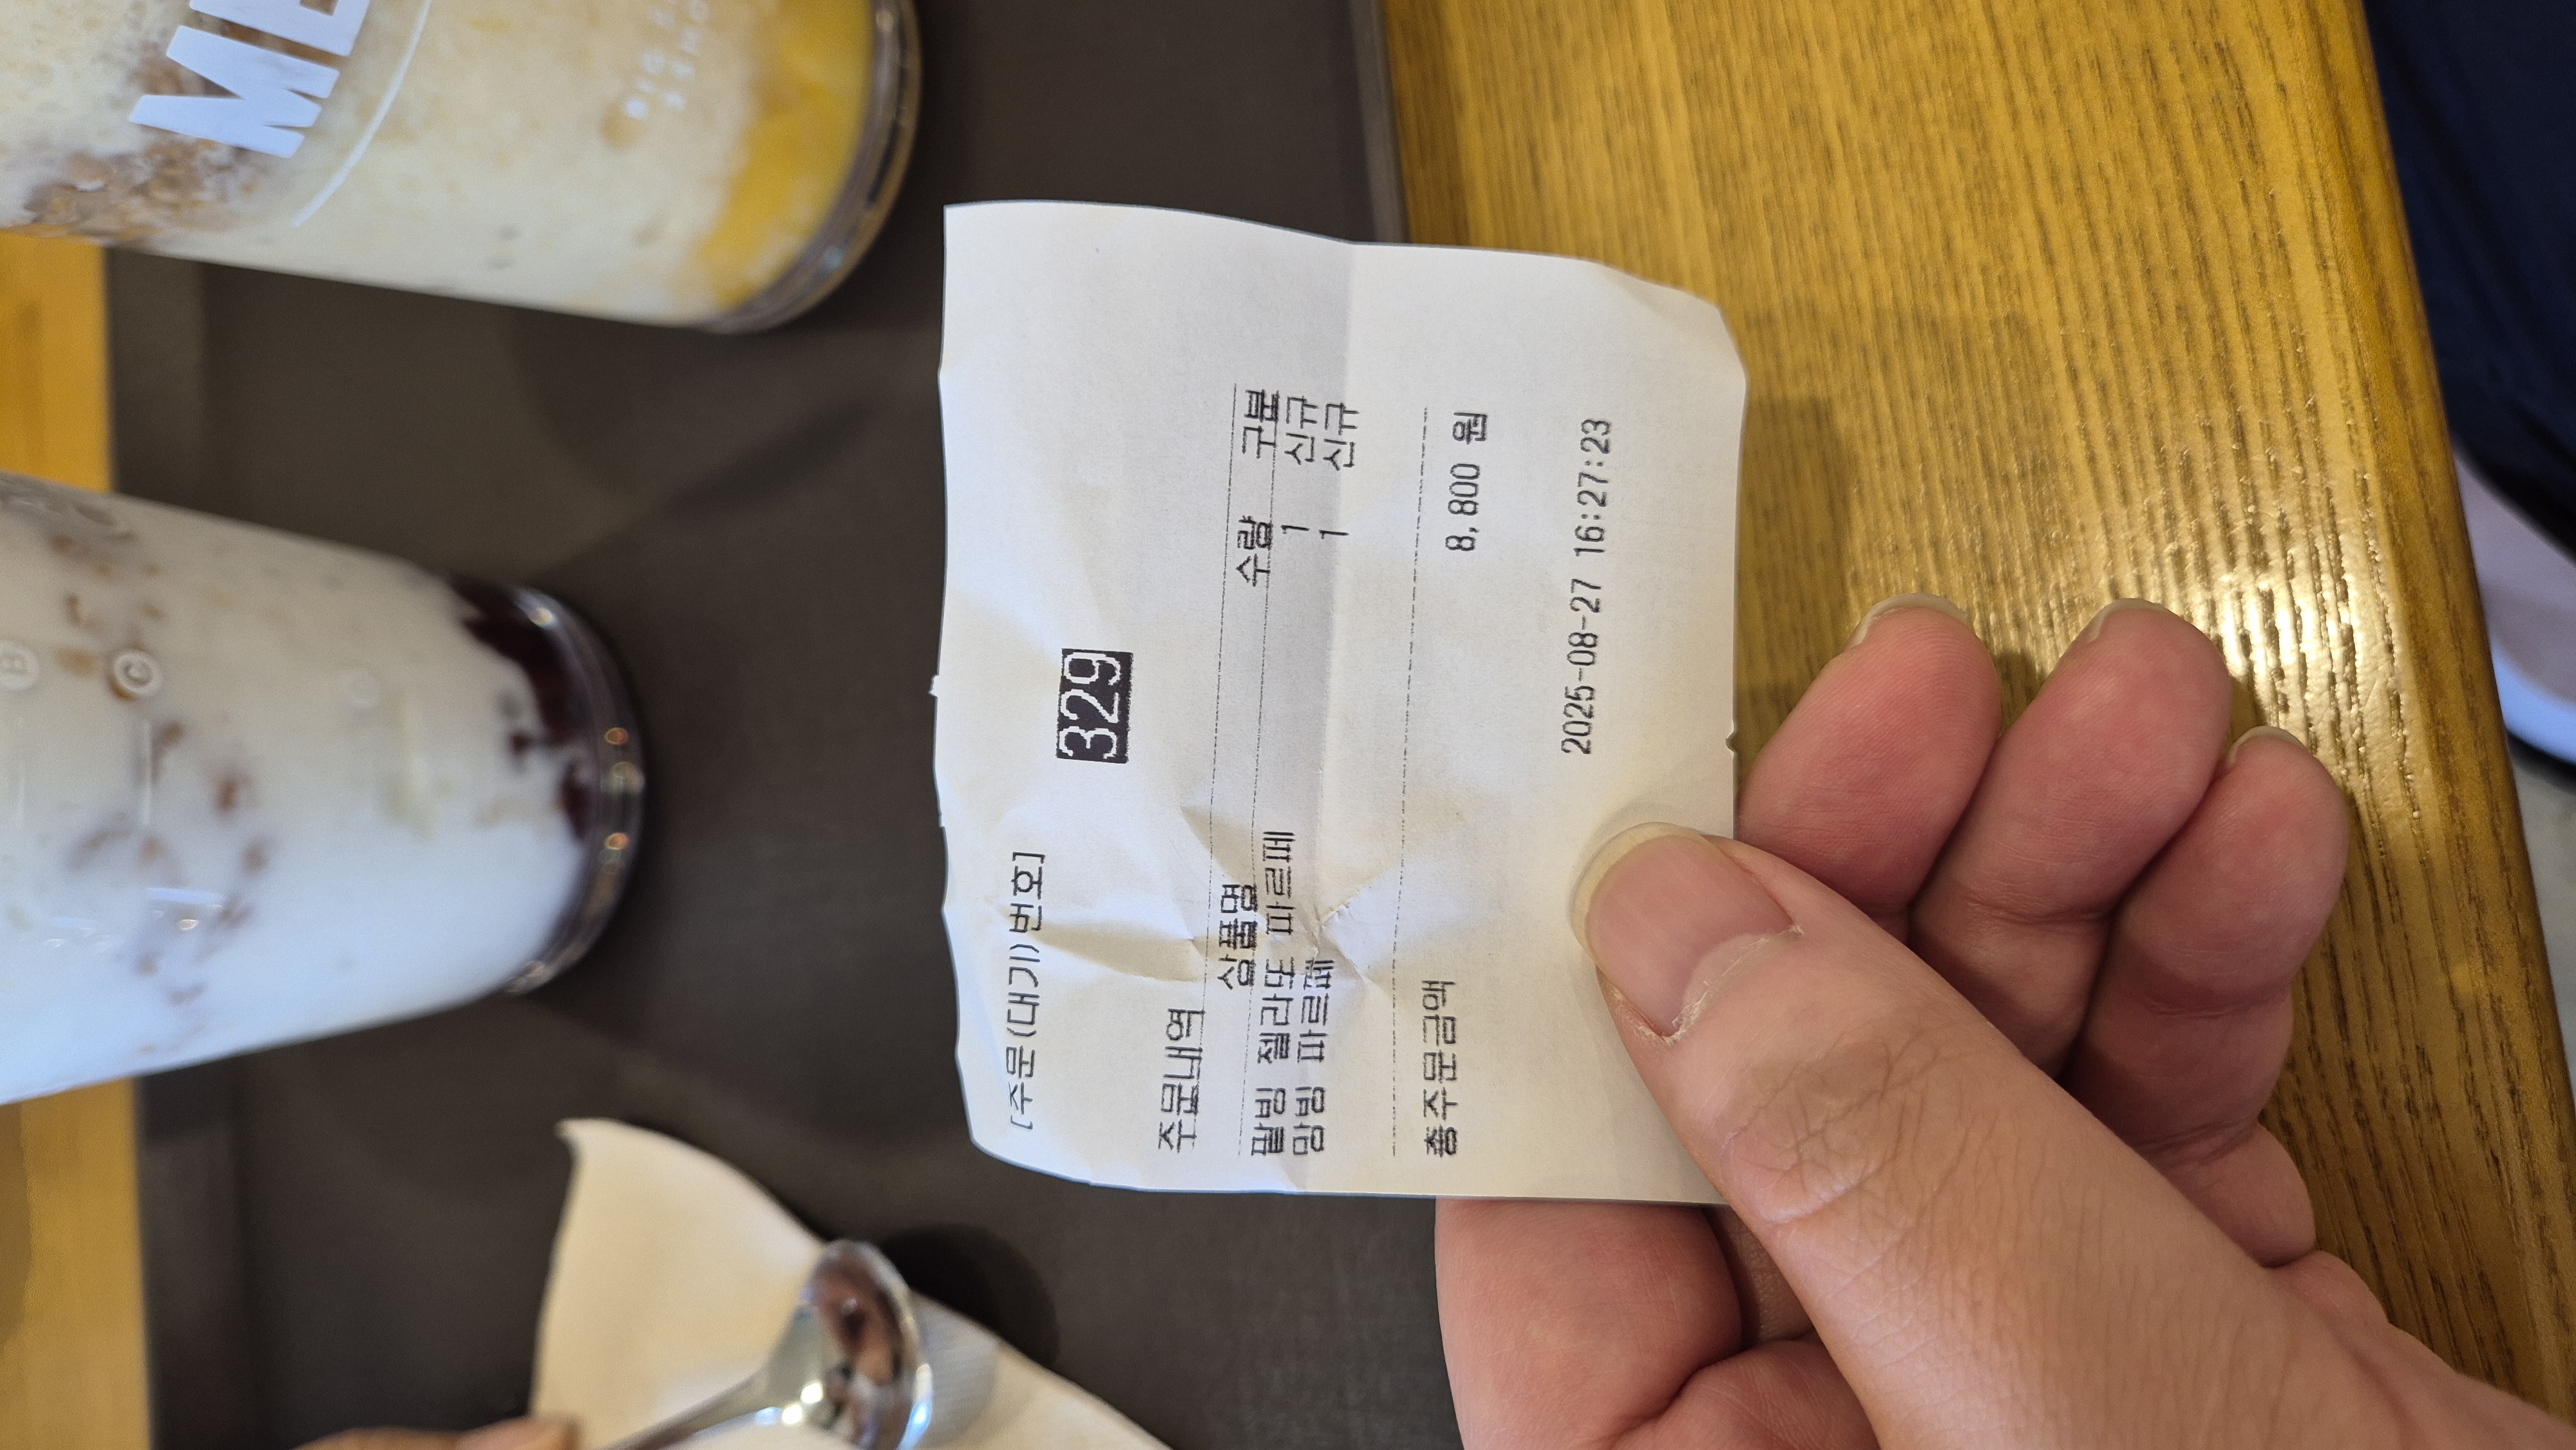 [주문(대기)번호]
329
주문내역
상품명 수량 구분
팥빙 젤라또 파르페 1 신규
망빙 파르페 1 신규
총주문금액 8,800 원
2025-08-27 16:27:23
B
C